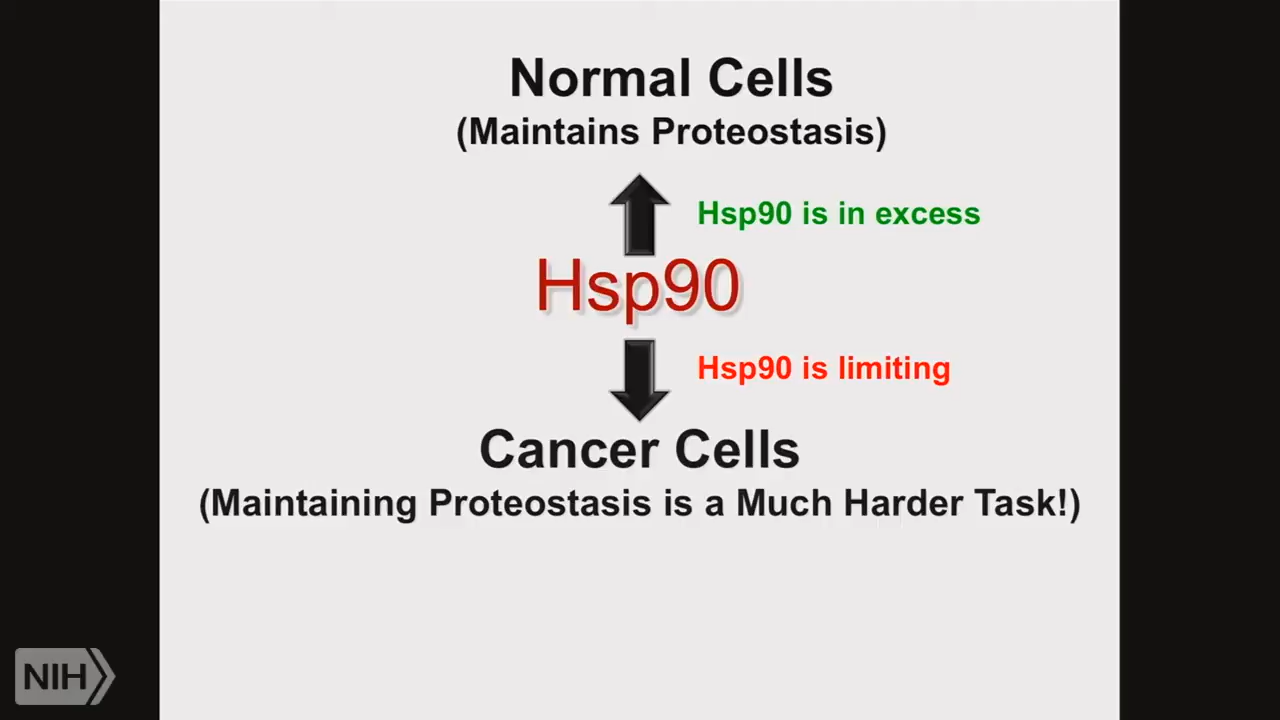 Normal Cells
(Maintains Proteostasis)
Hsp90 is in excess
Hsp90
Hsp90 is limiting
Cancer Cells
(Maintaining Proteostasis is a Much Harder Task!)
NIH